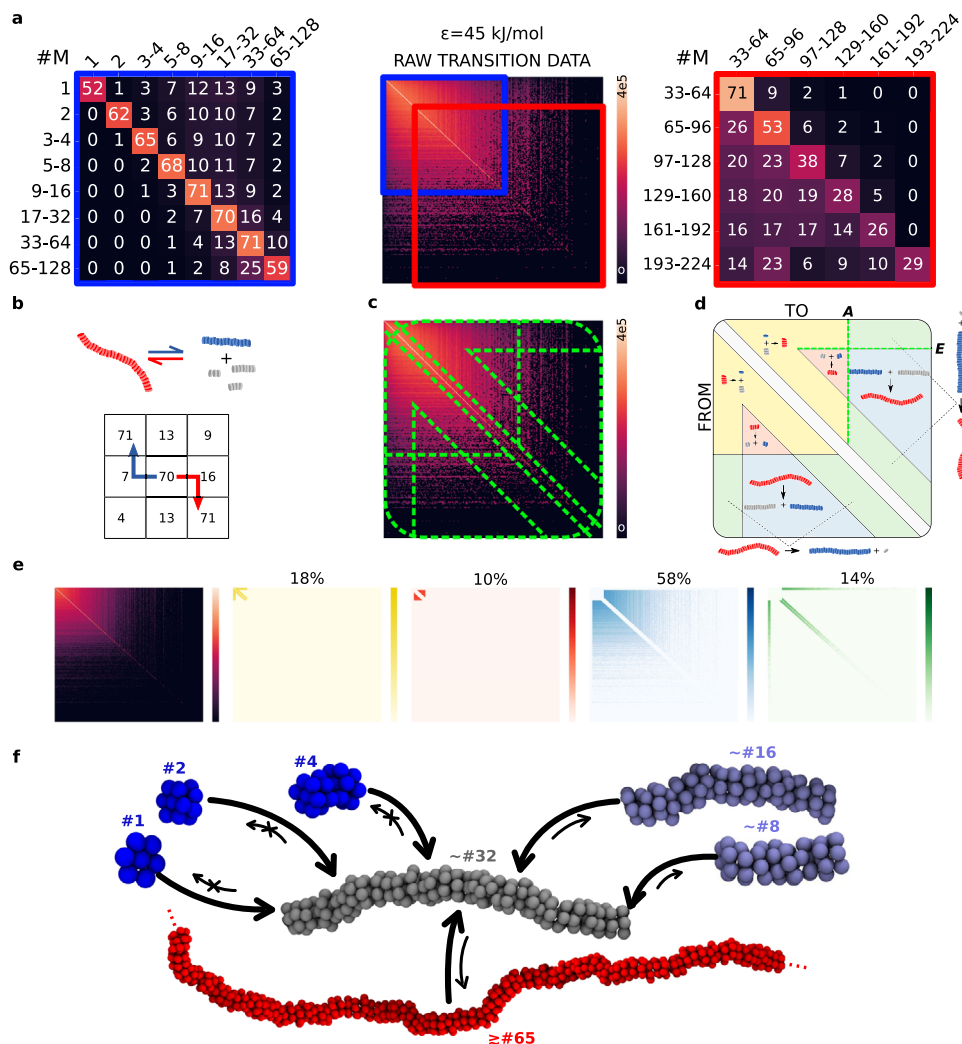 a
#M 1 2 3-4 5-8 9-16 17-32 33-64 65-128
1 52 1 3 7 12 13 9 3
2 0 62 3 6 10 10 7 2
3-4 0 1 65 6 9 10 7 2
5-8 0 0 2 68 10 11 7 2
9-16 0 0 1 3 71 13 9 2
17-32 0 0 0 2 7 70 16 4
33-64 0 0 0 1 4 13 71 10
65-128 0 0 0 1 2 8 25 59
ε=45 kJ/mol
RAW TRANSITION DATA
4e5
0
#M 33-64 65-96 97-128 129-160 161-192 193-224
33-64 71 9 2 1 0 0
65-96 26 53 6 2 1 0
97-128 20 23 38 7 2 0
129-160 18 20 19 28 5 0
161-192 16 17 17 14 26 0
193-224 14 23 6 9 10 29
b
+
71 13 9
7 70 16
4 13 71
c
4e5
0
d
TO A
E
FROM
+
+
+
+
+
+
+
e
18% 10% 58% 14%
f
#1
#2
#4
~#16
~#8
~#32
≥#65